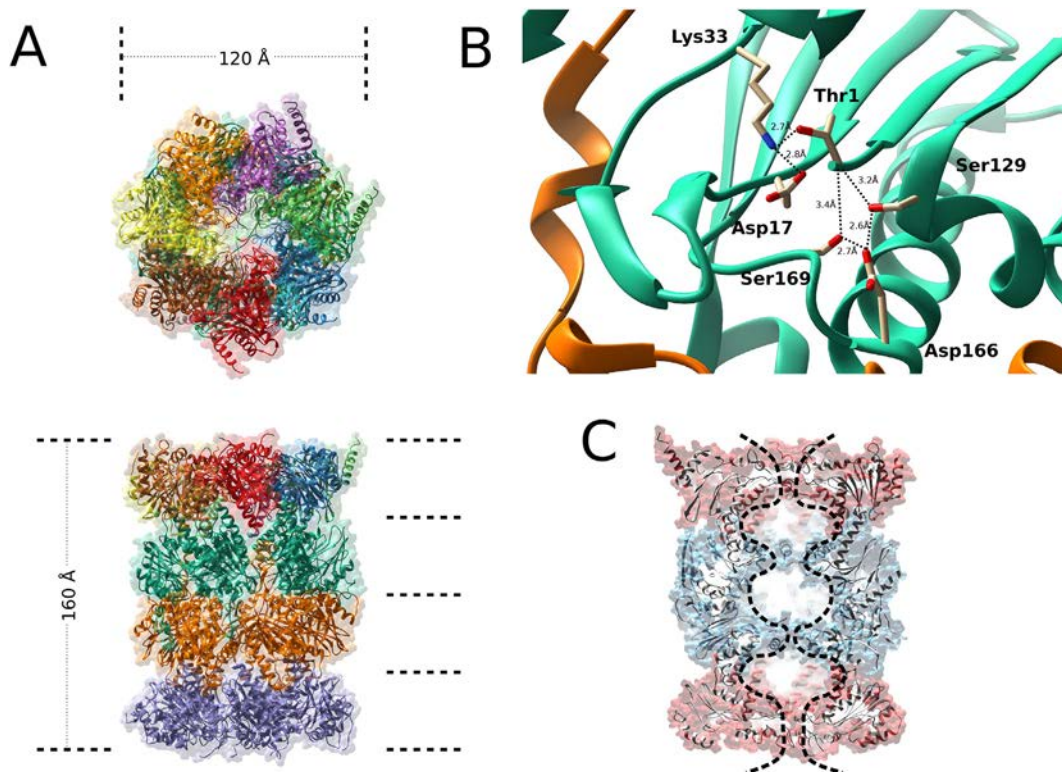 A
120 Å
160 Å
B
Lys33
Thr1
2.7Å
2.8Å
Ser129
3.2Å
3.4Å
Asp17
2.6Å
Ser169
2.7Å
Asp166
C